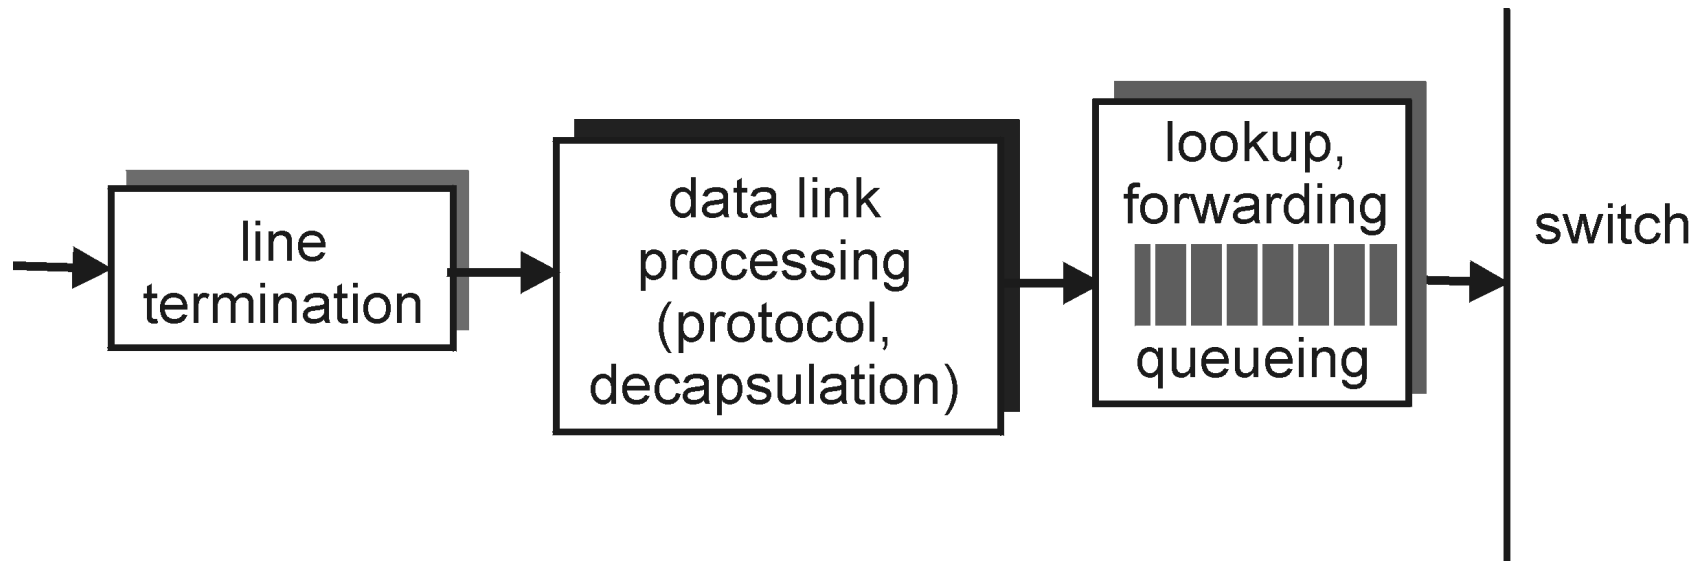 line
termination
data link
processing
(protocol,
decapsulation)
lookup,
forwarding
queueing
switch